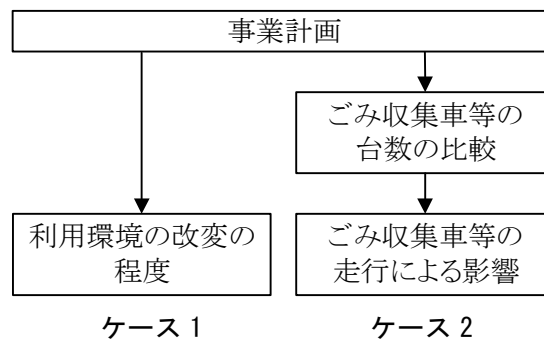 事業計画
ごみ収集車等の
台数の比較
利用環境の改変の
程度
ごみ収集車等の
走行による影響
ケース 1
ケース 2